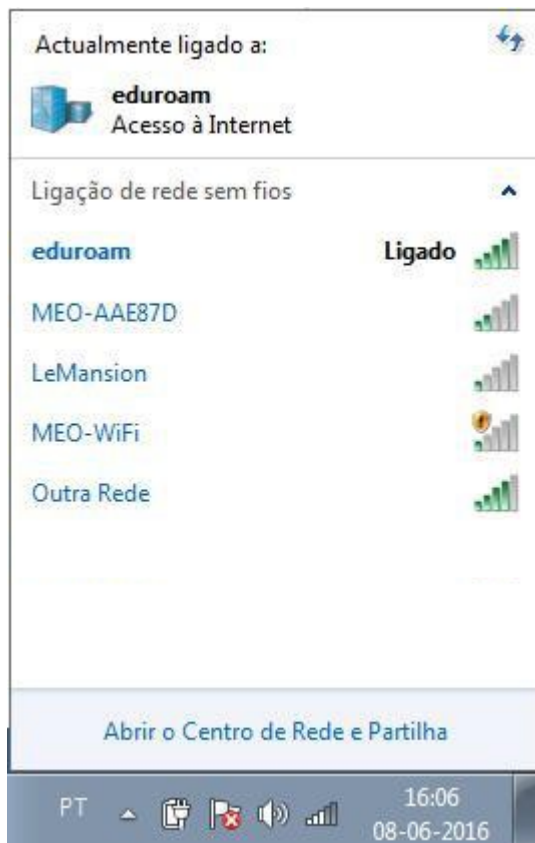 Actualmente ligado a:
eduroam
Acesso à Internet
Ligação de rede sem fios
eduroam Ligado
MEO-AAE87D
LeMansion
MEO-WiFi
Outra Rede
Abrir o Centro de Rede e Partilha
PT 16:06
08-06-2016